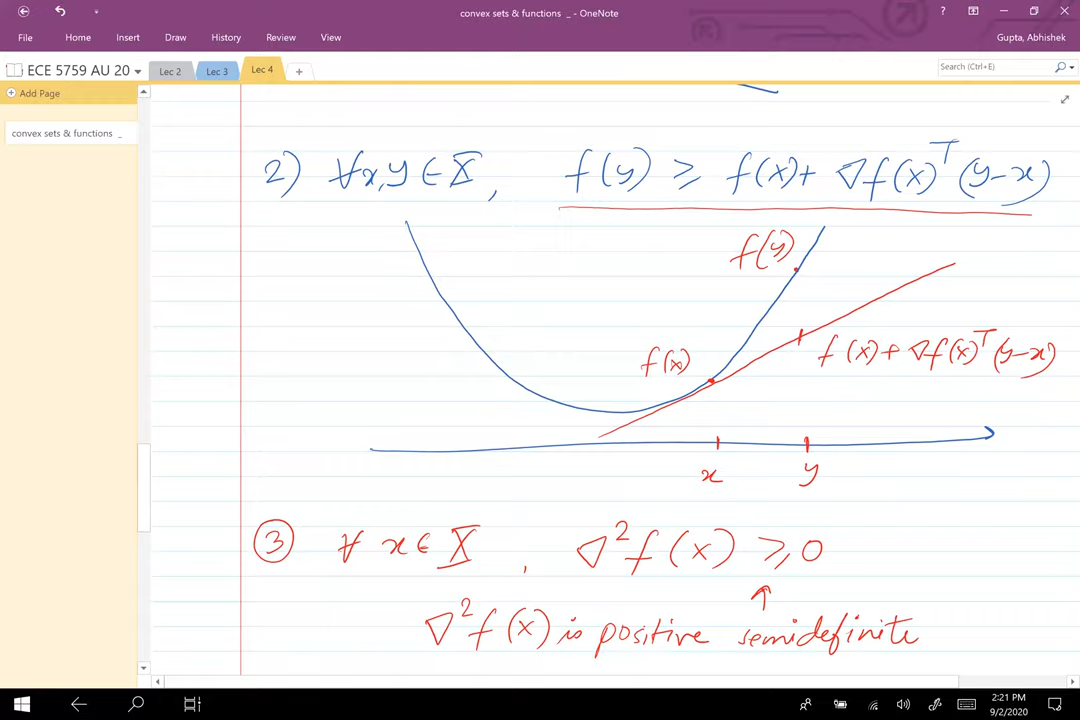 convex sets & functions _ - OneNote
?
File Home Insert Draw History Review View
Gupta, Abhishek
ECE 5759 AU 20 Lec 2 Lec 3 Lec 4 +
Search (Ctrl+E)
Add Page
convex sets & functions _
2) ∀x,y ∈ X, f(y) ≥ f(x)+ ∇f(x)ᵀ(y-x)
f(y)
f(x)
f(x)+ ∇f(x)ᵀ(y-x)
x y
③ ∀ x ∈ X, ∇²f(x) ≥ 0
↑
∇²f(x) is positive semidefinite
2:21 PM
9/2/2020